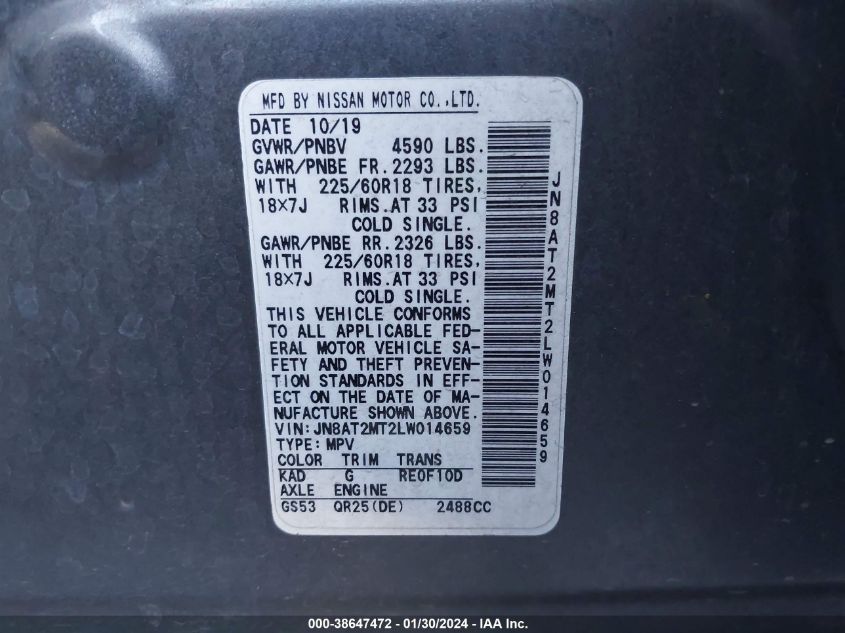 MFD BY NISSAN MOTOR CO.,LTD.
DATE 10/19
GVWR/PNBV 4590 LBS.
GAWR/PNBE FR. 2293 LBS.
WITH 225/60R18 TIRES,
18×7J RIMS. AT 33 PSI
COLD SINGLE.
GAWR/PNBE RR. 2326 LBS.
WITH 225/60R18 TIRES,
18×7J RIMS. AT 33 PSI
COLD SINGLE.
THIS VEHICLE CONFORMS
TO ALL APPLICABLE FED-
ERAL MOTOR VEHICLE SA-
FETY AND THEFT PREVEN-
TION STANDARDS IN EFF-
ECT ON THE DATE OF MA-
NUFACTURE SHOWN ABOVE.
VIN:JN8AT2MT2LW014659
TYPE:MPV
COLOR TRIM TRANS
KAD G RE0F10D
AXLE ENGINE
GS53 QR25(DE) 2488CC
JN8AT2MT2LW014659
000-38647472 - 01/30/2024 - IAA Inc.